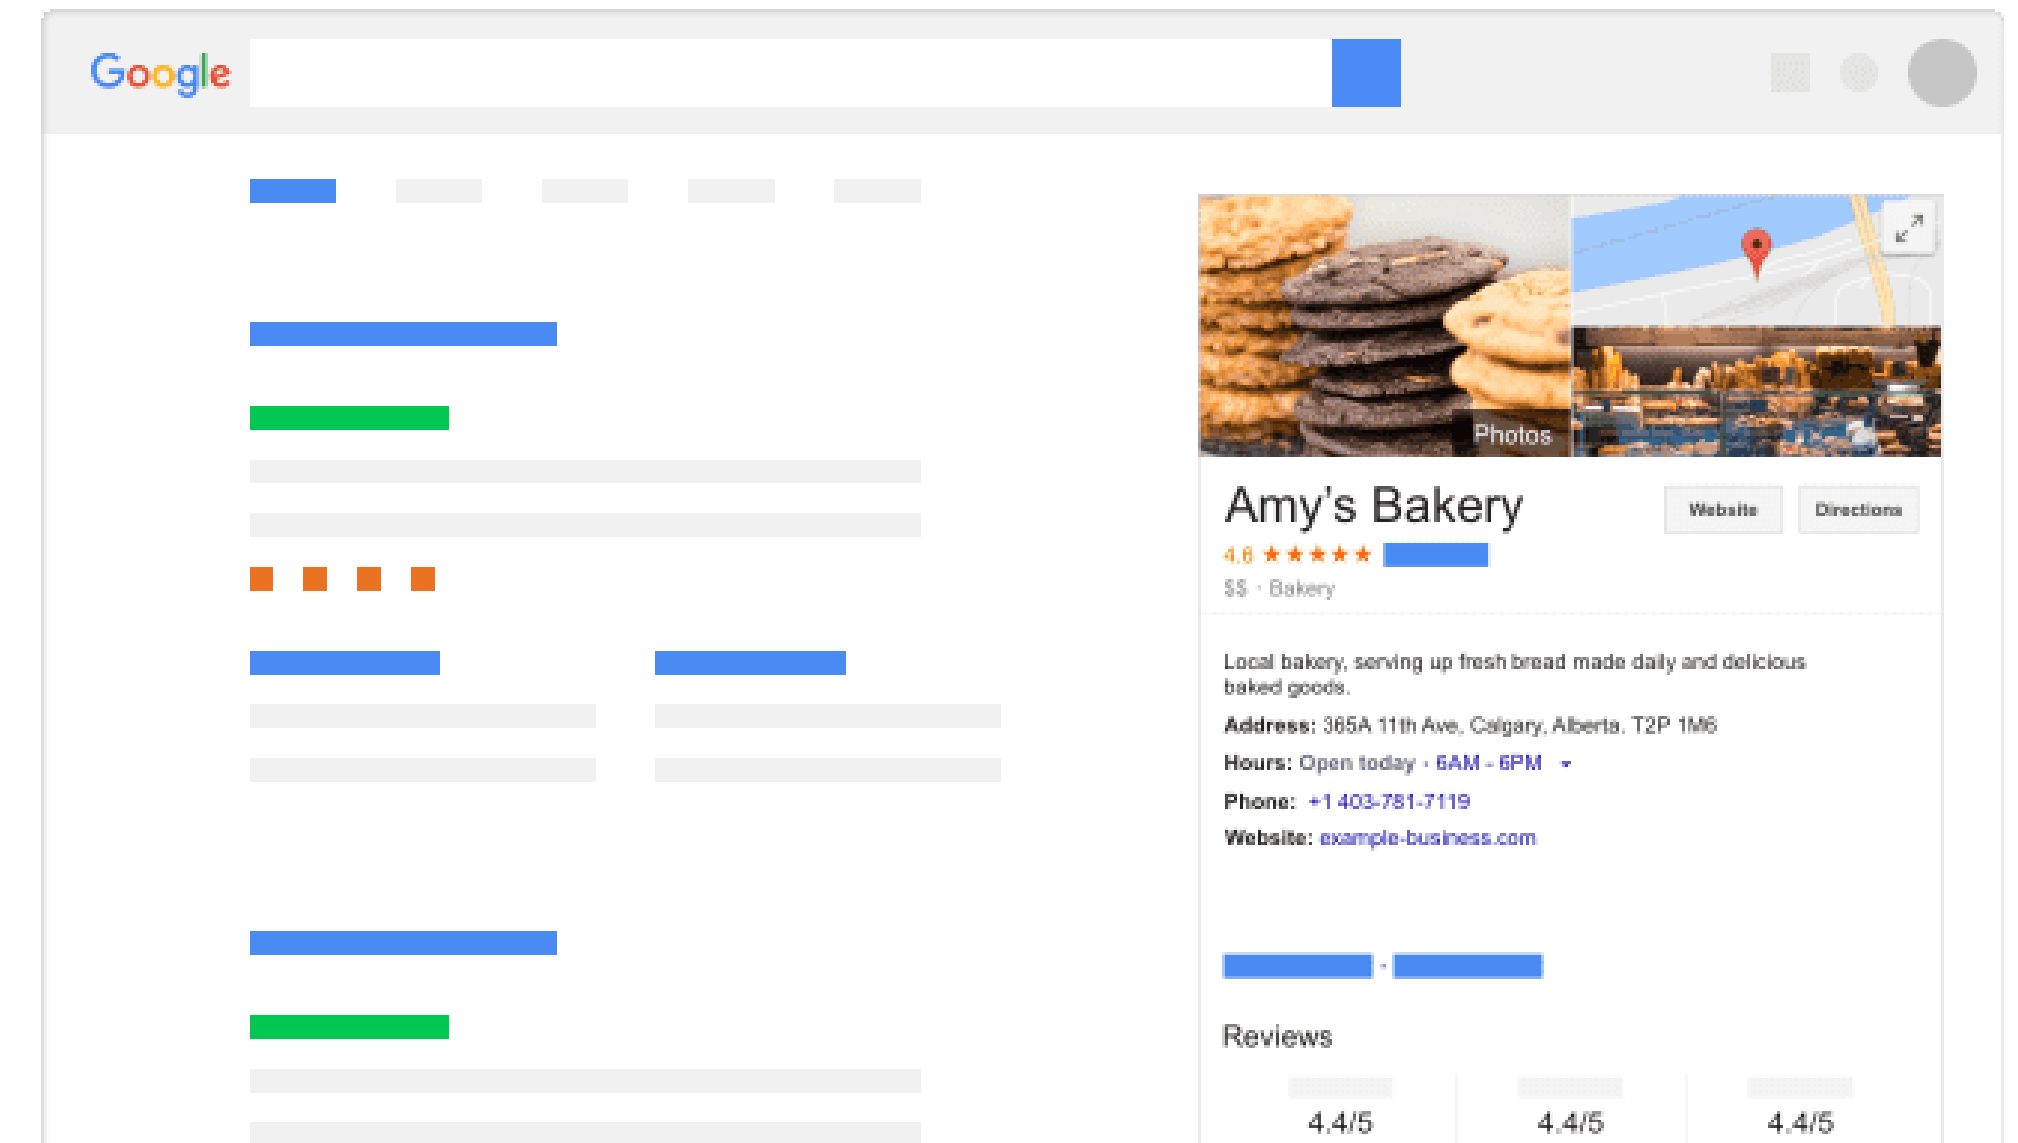 Google
Photos
Amy's Bakery
Website
Directions
4.6 ★★★★★
$$ · Bakery
Local bakery, serving up fresh bread made daily and delicious
baked goods.
Address: 365A 11th Ave, Calgary, Alberta. T2P 1M6
Hours: Open today · 6AM - 6PM
Phone: +1 403-781-7119
Website: example-business.com
Reviews
4.4/5 4.4/5 4.4/5